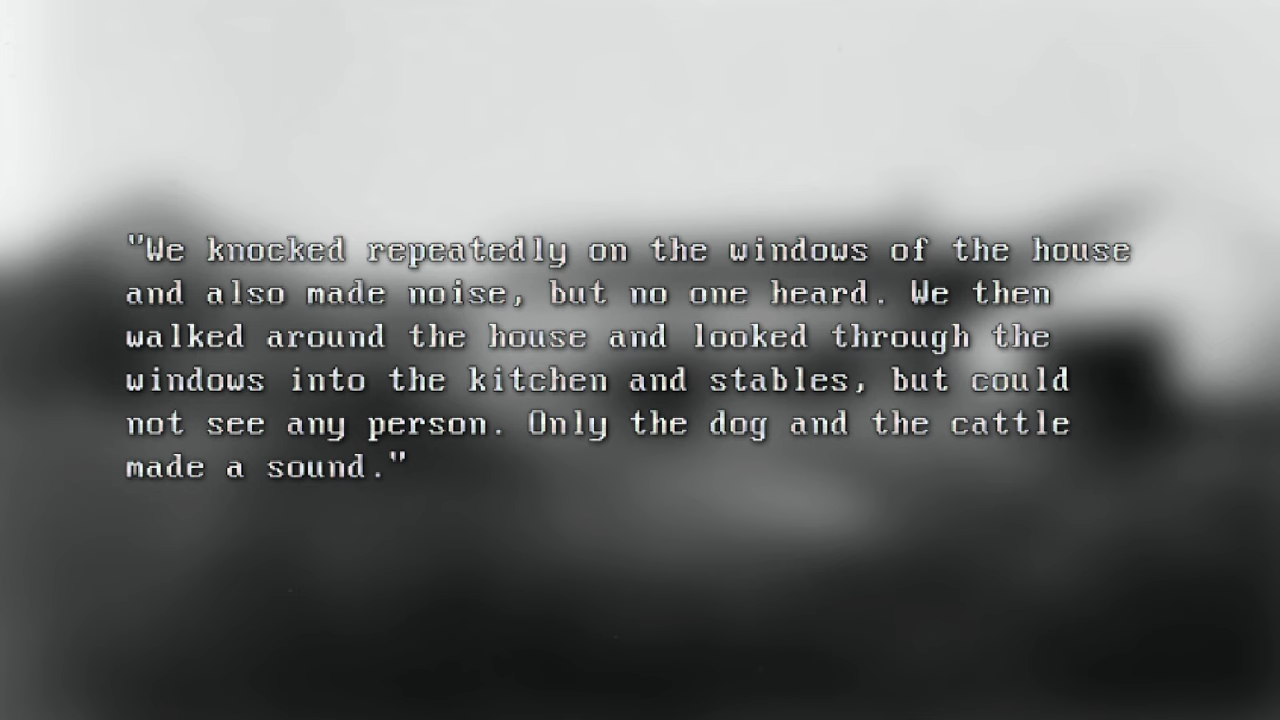 "We knocked repeatedly on the windows of the house
and also made noise, but no one heard. We then
walked around the house and looked through the
windows into the kitchen and stables, but could
not see any person. Only the dog and the cattle
made a sound."